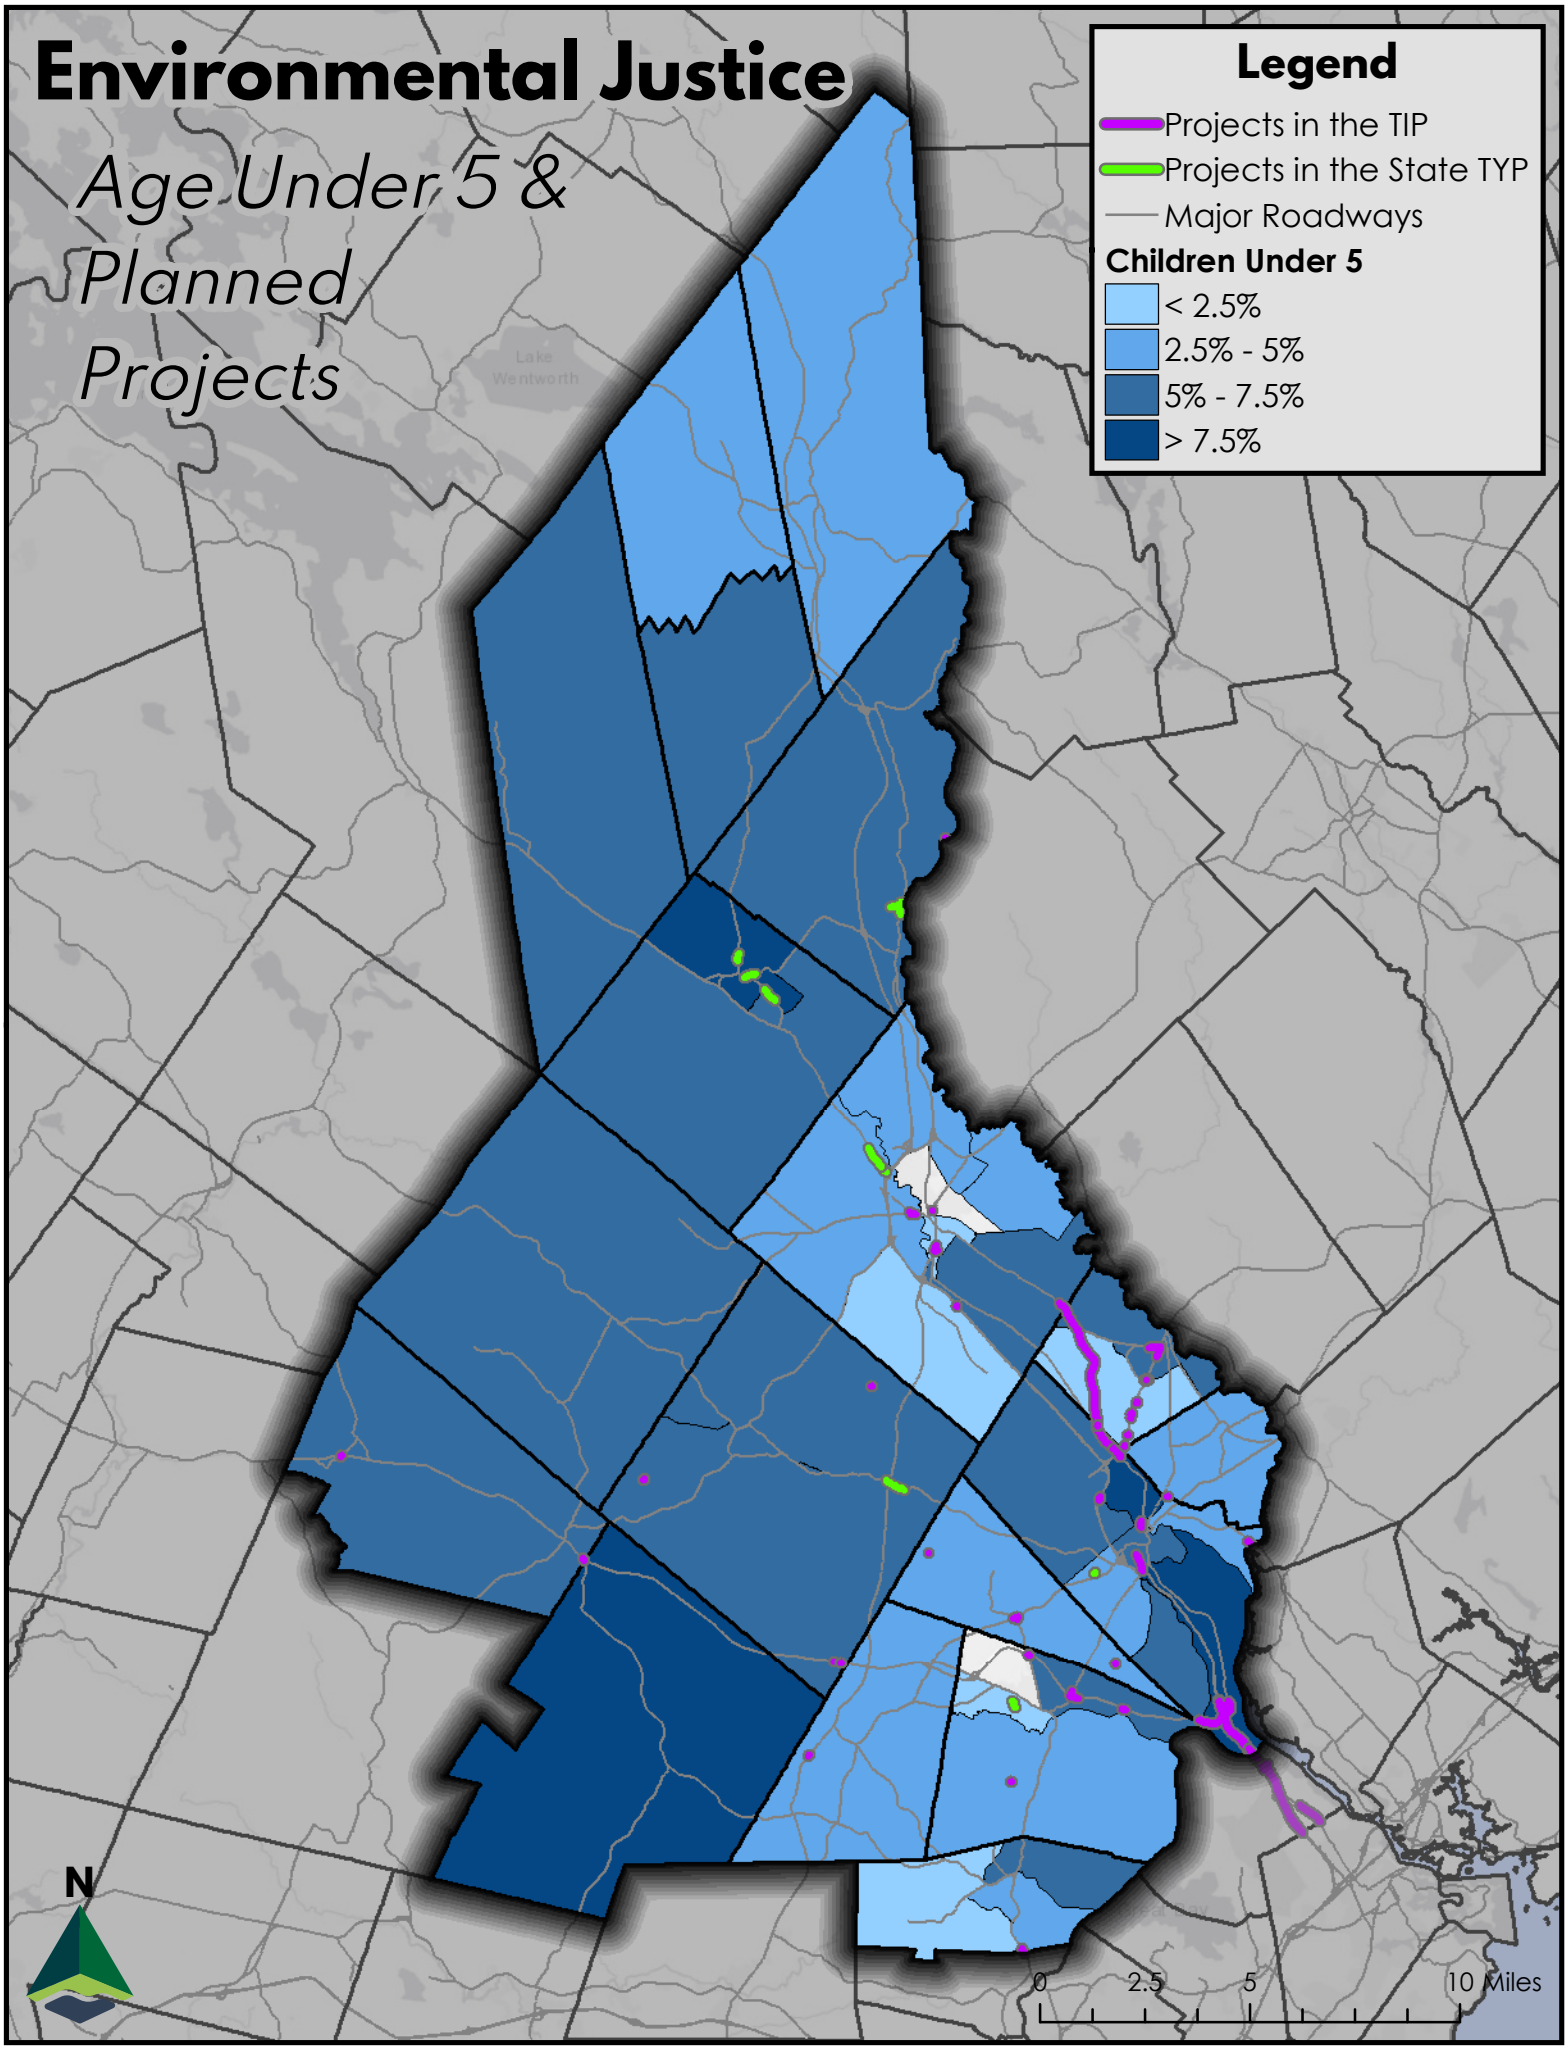 Environmental Justice
Age Under 5 &
Planned
Projects
Legend
Projects in the TIP
Projects in the State TYP
Major Roadways
Children Under 5
< 2.5%
2.5% - 5%
5% - 7.5%
> 7.5%
Lake
Wentworth
N
0 2.5 5 10 Miles